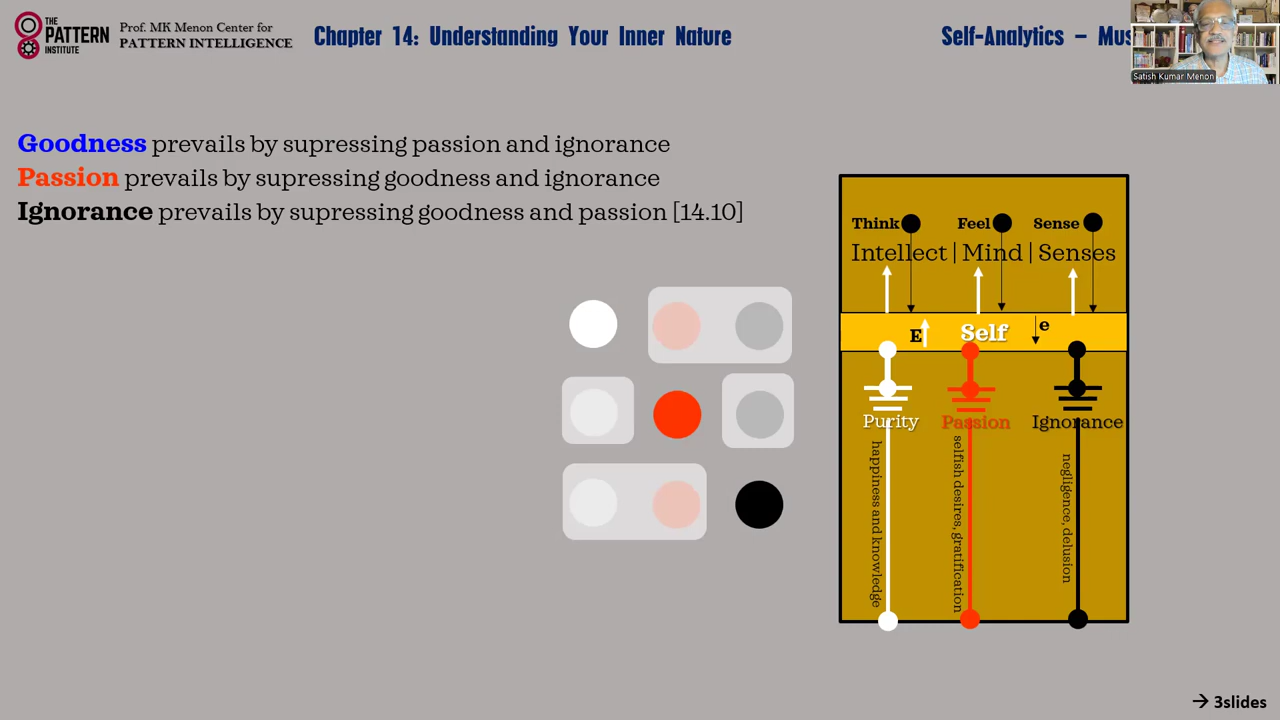 THE
PATTERN
INSTITUTE
Prof. MK Menon Center for
PATTERN INTELLIGENCE
Chapter 14: Understanding Your Inner Nature
Self-Analytics – Mus
Satish Kumar Menon
Goodness prevails by supressing passion and ignorance
Passion prevails by supressing goodness and ignorance
Ignorance prevails by supressing goodness and passion [14.10]
Think Feel Sense
Intellect | Mind | Senses
E Self e
Purity Passion Ignorance
happiness and knowledge
selfish desires, gratification
negligence, delusion
→ 3slides